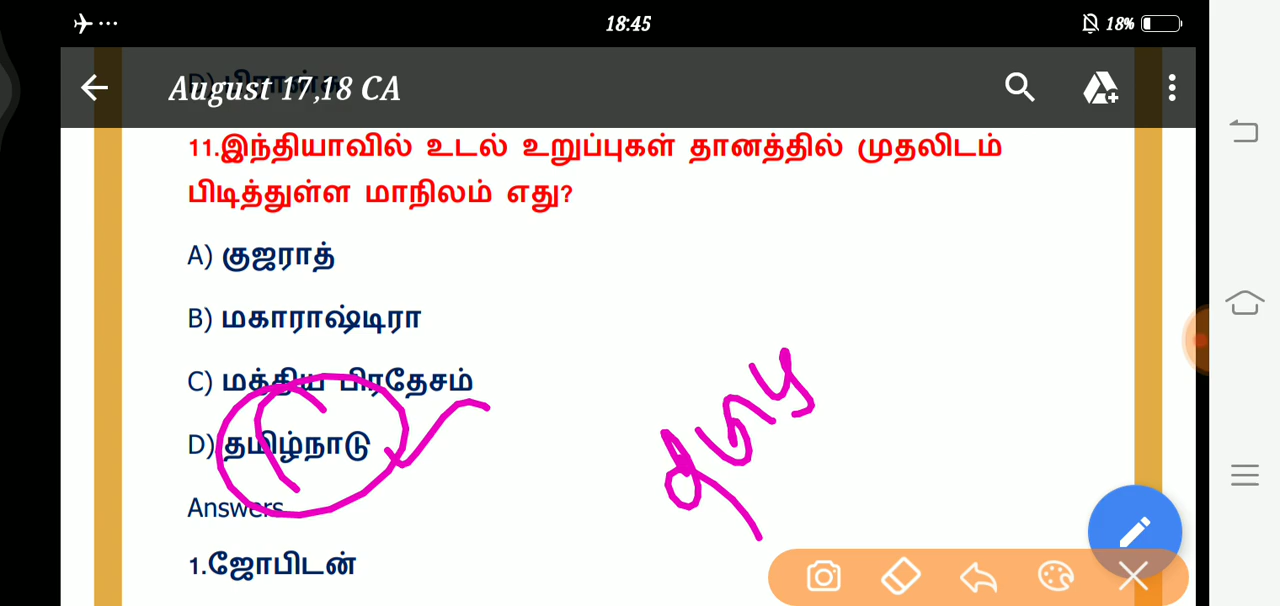 18:45
18%
August 17,18 CA
11.இந்தியாவில் உடல் உறுப்புகள் தானத்தில் முதலிடம்
பிடித்துள்ள மாநிலம் எது?
A) குஜராத்
B) மகாராஷ்டிரா
C) மத்திய பிரதேசம்
D) தமிழ்நாடு
Answers
1.ஜோபிடன்